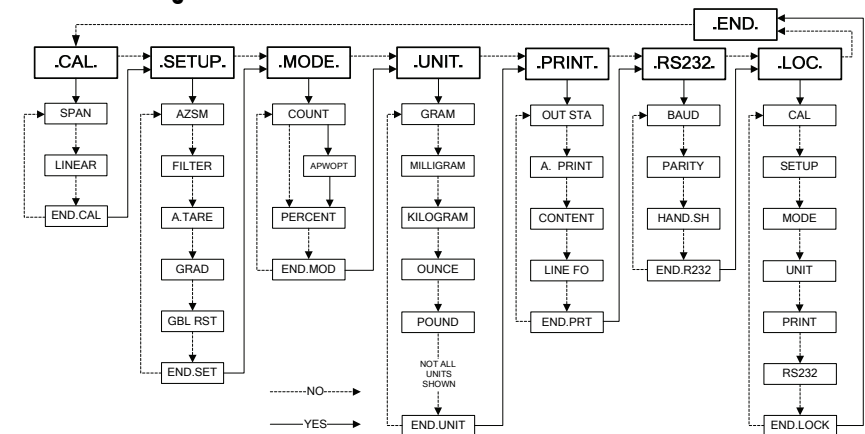 .END.
.CAL.
.SETUP.
.MODE.
.UNIT.
.PRINT.
.RS232.
.LOC.
SPAN
LINEAR
END.CAL
AZSM
FILTER
A.TARE
GRAD
GBL RST
END.SET
COUNT
APWOPT
PERCENT
END.MOD
GRAM
MILLIGRAM
KILOGRAM
OUNCE
POUND
NOT ALL
UNITS
SHOWN
END.UNIT
OUT STA
A. PRINT
CONTENT
LINE FO
END.PRT
BAUD
PARITY
HAND.SH
END.R232
CAL
SETUP
MODE
UNIT
PRINT
RS232
END.LOCK
NO
YES